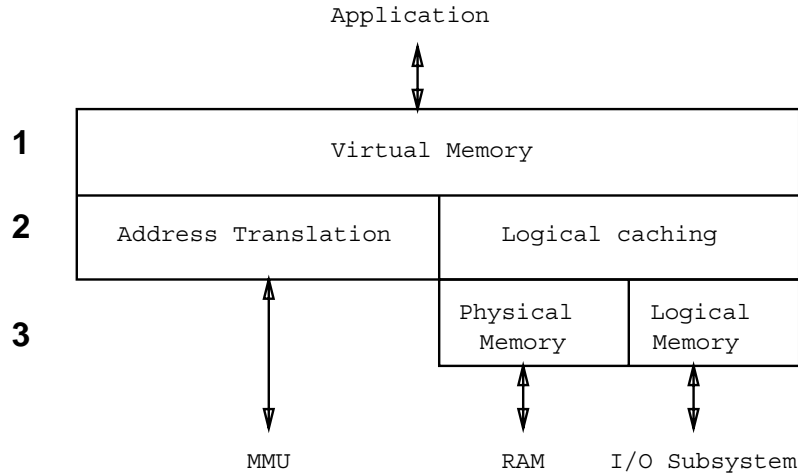 Application
1
Virtual Memory
2
Address Translation
Logical caching
3
Physical
Memory
Logical
Memory
MMU
RAM
I/O Subsystem